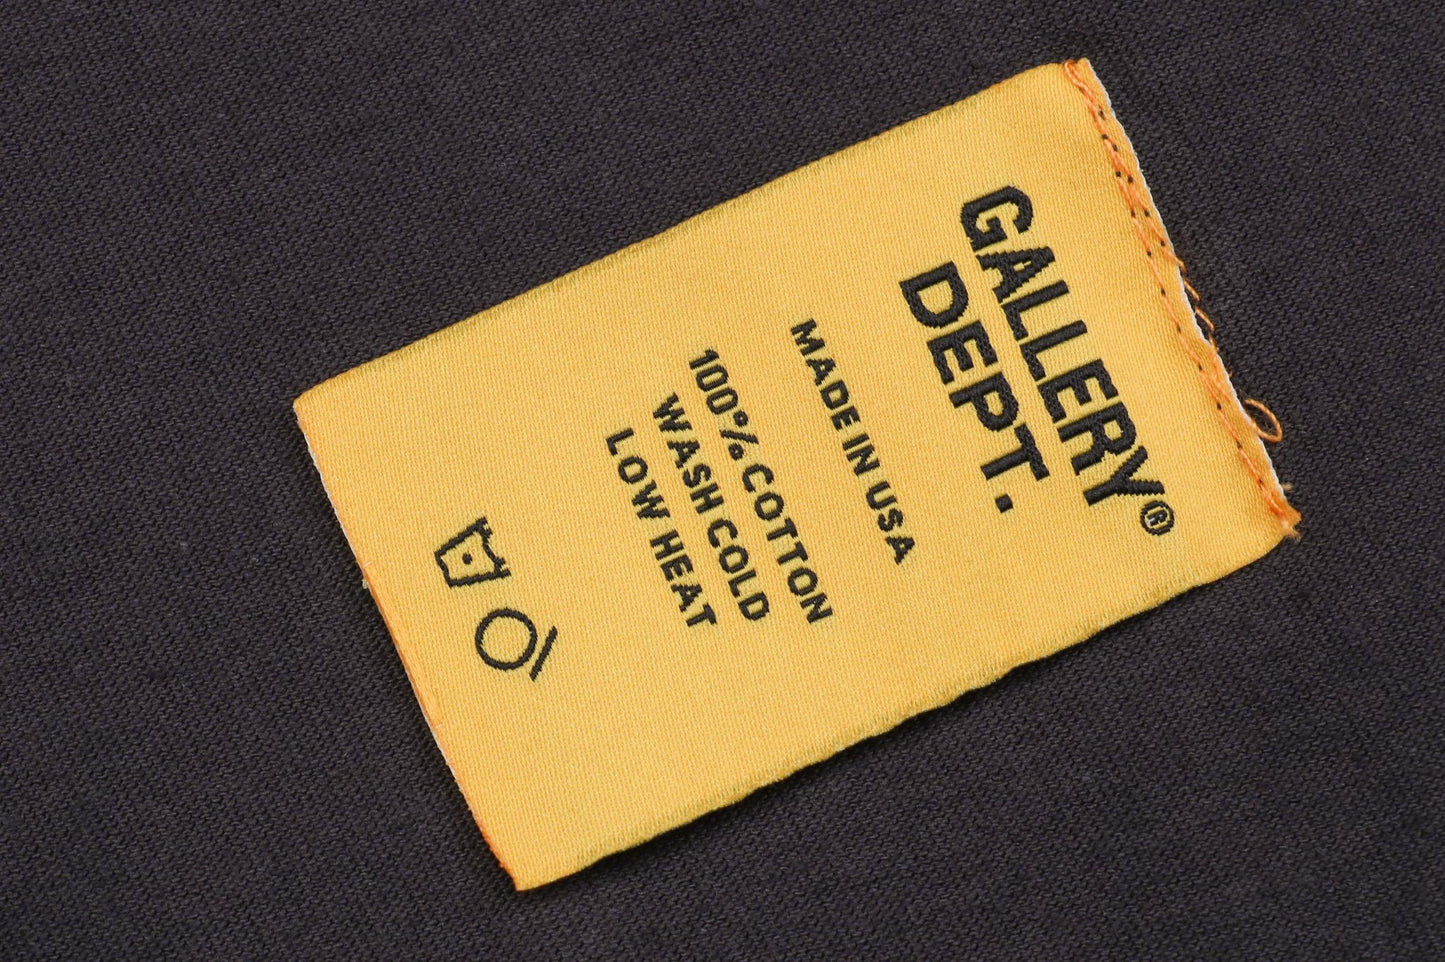 GALLERY®
DEPT.
MADE IN USA
100% COTTON
WASH COLD
LOW HEAT